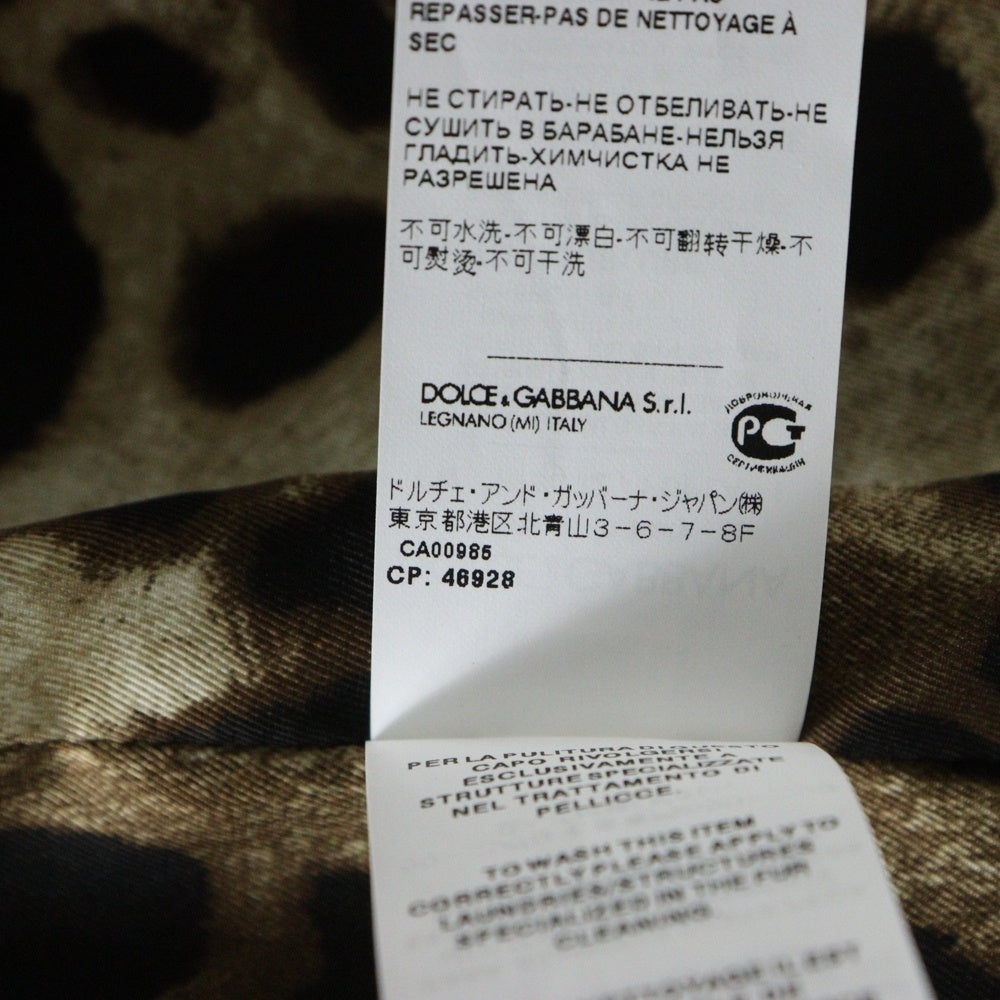 REPASSER-PAS DE NETTOYAGE À
SEC
НЕ СТИРАТЬ-НЕ ОТБЕЛИВАТЬ-НЕ
СУШИТЬ В БАРАБАНЕ-НЕЛЬЗЯ
ГЛАДИТЬ-ХИМЧИСТКА НЕ
РАЗРЕШЕНА
不可水洗-不可漂白-不可翻转干燥-不
可熨烫-不可干洗
DOLCE & GABBANA S.r.l.
LEGNANO (MI) ITALY
РСТ
ドルチェ・アンド・ガッバーナ・ジャパン㈱
東京都港区北青山3-6-7-8F
CA00985
CP: 46928
PER LA PULITURA DI QUESTO
CAPO RIVOLGERSI
ESCLUSIVAMENTE A
STRUTTURE SPECIALIZZATE
NEL TRATTAMENTO DI
PELLICCE.
TO WASH THIS ITEM
CORRECTLY PLEASE APPLY TO
LAUNDRIES/STRUCTURES
SPECIALIZED IN THE FUR
CLEANING.